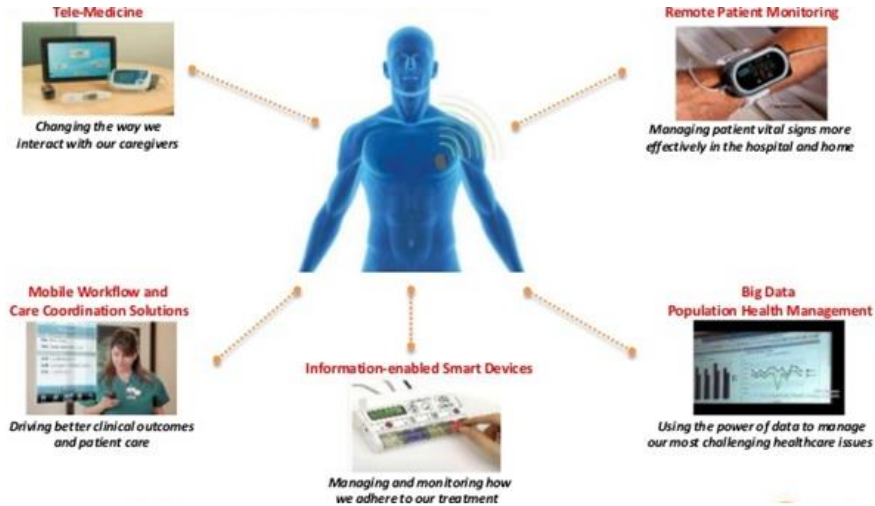 Tele-Medicine
Changing the way we
interact with our caregivers
Remote Patient Monitoring
Managing patient vital signs more
effectively in the hospital and home
Mobile Workflow and
Care Coordination Solutions
Driving better clinical outcomes
and patient care
Information-enabled Smart Devices
Managing and monitoring how
we adhere to our treatment
Big Data
Population Health Management
Using the power of data to manage
our most challenging healthcare issues